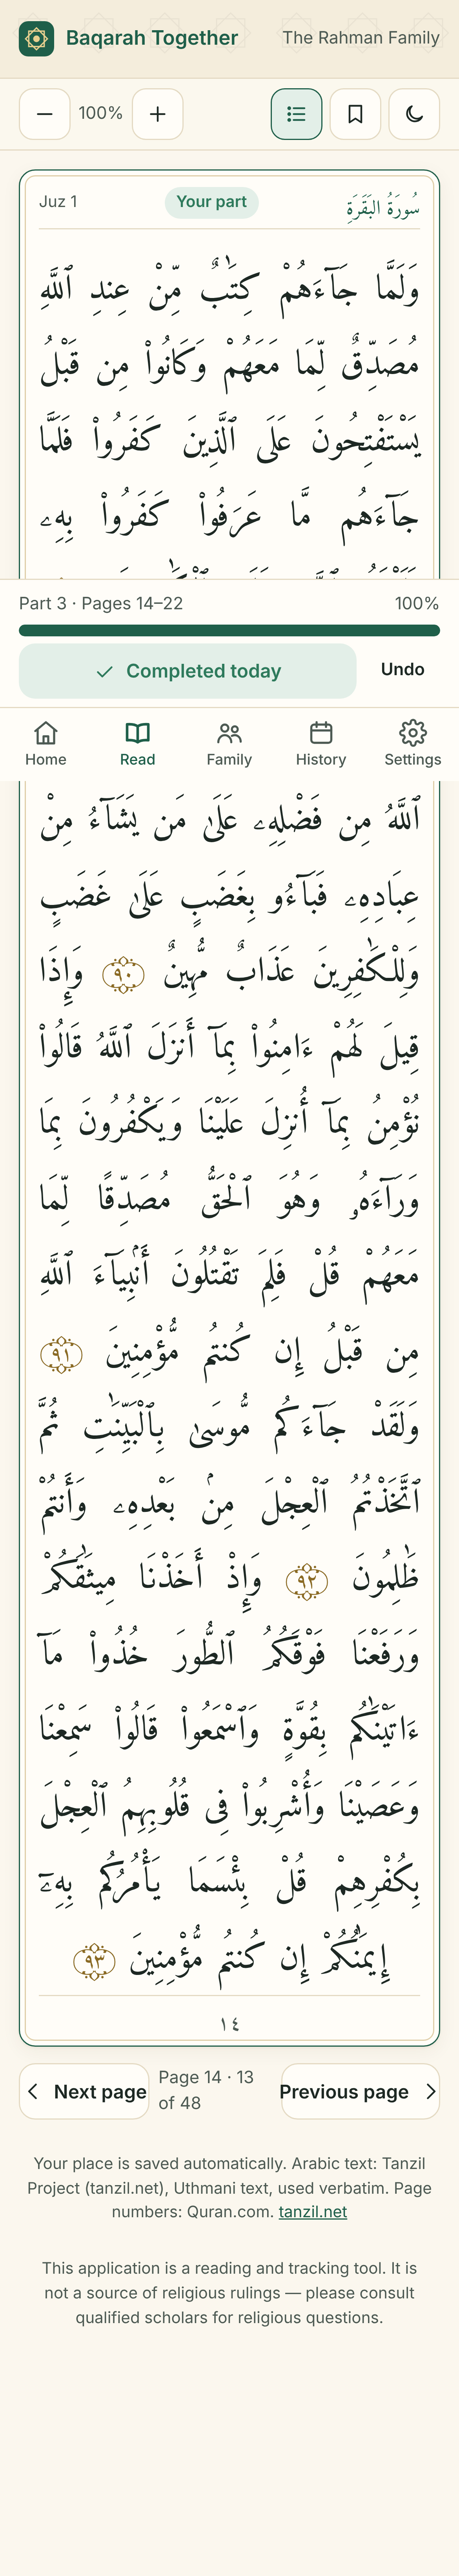 Baqarah Together
The Rahman Family
100%
Juz 1
Your part
سُورَةُ البَقَرَةِ
وَلَمَّا جَآءَهُمْ كِتَـٰبٌ مِّنْ عِندِ ٱللَّهِ
مُصَدِّقٌ لِّمَا مَعَهُمْ وَكَانُوا۟ مِن قَبْلُ
يَسْتَفْتِحُونَ عَلَى ٱلَّذِينَ كَفَرُوا۟ فَلَمَّا
جَآءَهُم مَّا عَرَفُوا۟ كَفَرُوا۟ بِهِۦ
Part 3 · Pages 14–22
100%
Completed today
Undo
Home
Read
Family
History
Settings
ٱللَّهُ مِن فَضْلِهِۦ عَلَىٰ مَن يَشَآءُ مِنْ
عِبَادِهِۦ فَبَآءُو بِغَضَبٍ عَلَىٰ غَضَبٍ
وَلِلْكَـٰفِرِينَ عَذَابٌ مُّهِينٌ ٩٠ وَإِذَا
قِيلَ لَهُمْ ءَامِنُوا۟ بِمَآ أَنزَلَ ٱللَّهُ قَالُوا۟
نُؤْمِنُ بِمَآ أُنزِلَ عَلَيْنَا وَيَكْفُرُونَ بِمَا
وَرَآءَهُۥ وَهُوَ ٱلْحَقُّ مُصَدِّقًا لِّمَا
مَعَهُمْ قُلْ فَلِمَ تَقْتُلُونَ أَنۢبِيَآءَ ٱللَّهِ
مِن قَبْلُ إِن كُنتُم مُّؤْمِنِينَ ٩١
وَلَقَدْ جَآءَكُم مُّوسَىٰ بِٱلْبَيِّنَـٰتِ ثُمَّ
ٱتَّخَذْتُمُ ٱلْعِجْلَ مِنۢ بَعْدِهِۦ وَأَنتُمْ
ظَـٰلِمُونَ ٩٢ وَإِذْ أَخَذْنَا مِيثَـٰقَكُمْ
وَرَفَعْنَا فَوْقَكُمُ ٱلطُّورَ خُذُوا۟ مَآ
ءَاتَيْنَـٰكُم بِقُوَّةٍ وَٱسْمَعُوا۟ قَالُوا۟ سَمِعْنَا
وَعَصَيْنَا وَأُشْرِبُوا۟ فِى قُلُوبِهِمُ ٱلْعِجْلَ
بِكُفْرِهِمْ قُلْ بِئْسَمَا يَأْمُرُكُم بِهِۦٓ
إِيمَـٰنُكُمْ إِن كُنتُم مُّؤْمِنِينَ ٩٣
١٤
Next page
Page 14 · 13
of 48
Previous page
Your place is saved automatically. Arabic text: Tanzil
Project (tanzil.net), Uthmani text, used verbatim. Page
numbers: Quran.com. tanzil.net
This application is a reading and tracking tool. It is
not a source of religious rulings — please consult
qualified scholars for religious questions.